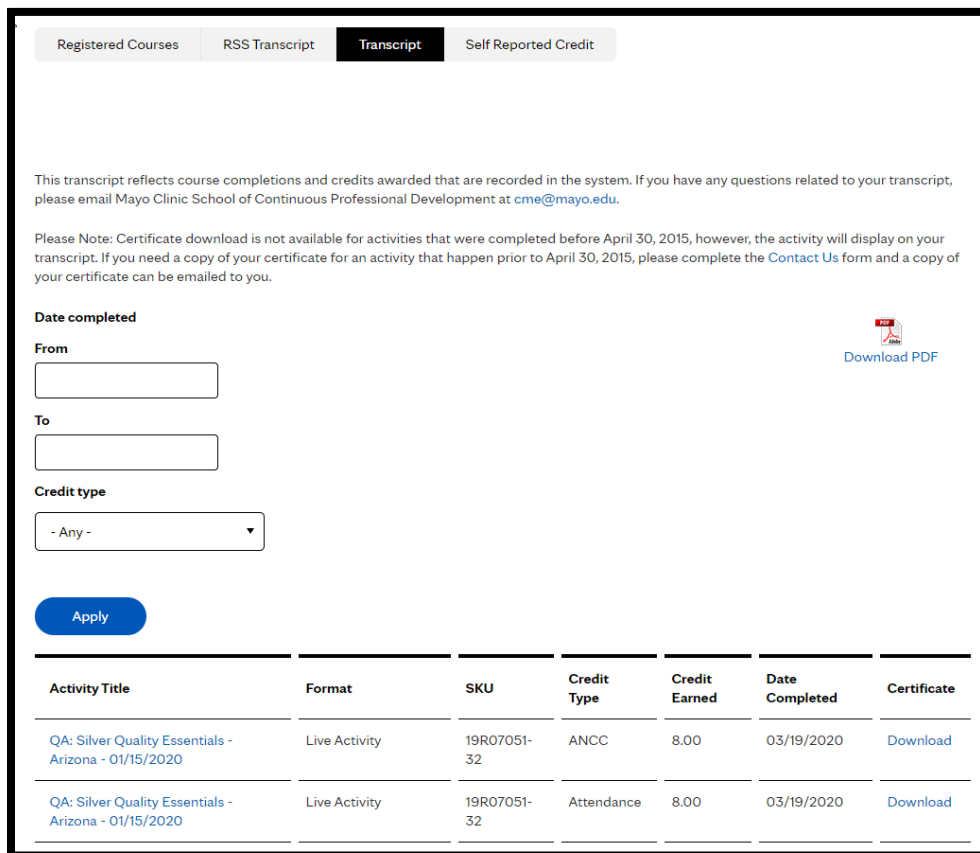 Registered Courses
RSS Transcript
Transcript
Self Reported Credit
This transcript reflects course completions and credits awarded that are recorded in the system. If you have any questions related to your transcript,
please email Mayo Clinic School of Continuous Professional Development at cme@mayo.edu.
Please Note: Certificate download is not available for activities that were completed before April 30, 2015, however, the activity will display on your
transcript. If you need a copy of your certificate for an activity that happen prior to April 30, 2015, please complete the Contact Us form and a copy of
your certificate can be emailed to you.
Date completed
From
PDF
Adobe
Download PDF
To
Credit type
- Any -
Apply
Activity Title Format SKU Credit Type Credit Earned Date Completed Certificate
QA: Silver Quality Essentials - Live Activity 19R07051- ANCC 8.00 03/19/2020 Download
Arizona - 01/15/2020 32
QA: Silver Quality Essentials - Live Activity 19R07051- Attendance 8.00 03/19/2020 Download
Arizona - 01/15/2020 32